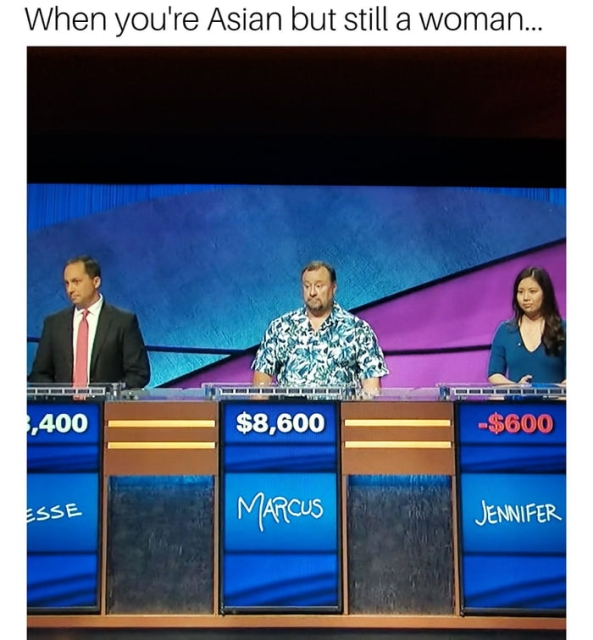 When you're Asian but still a woman...
,400
$8,600
-$600
ESSE
MARCUS
JENNIFER